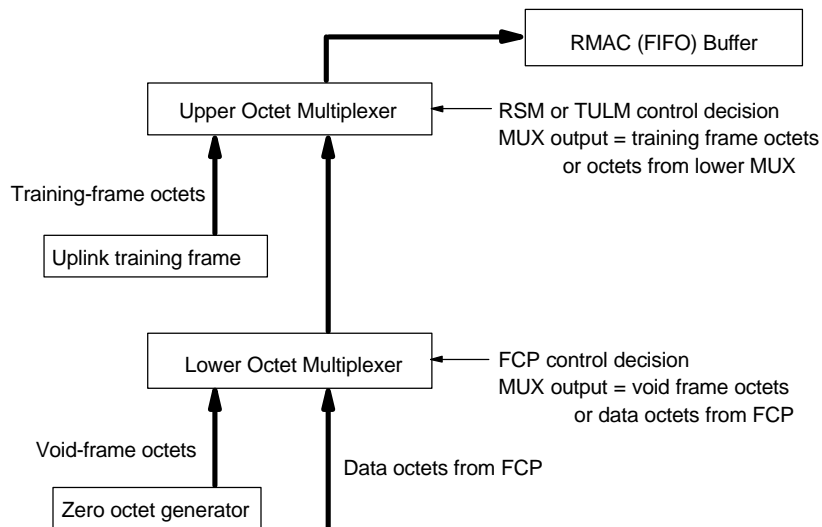 RMAC (FIFO) Buffer
Upper Octet Multiplexer
RSM or TULM control decision
MUX output = training frame octets
or octets from lower MUX
Training-frame octets
Uplink training frame
Lower Octet Multiplexer
FCP control decision
MUX output = void frame octets
or data octets from FCP
Void-frame octets
Data octets from FCP
Zero octet generator